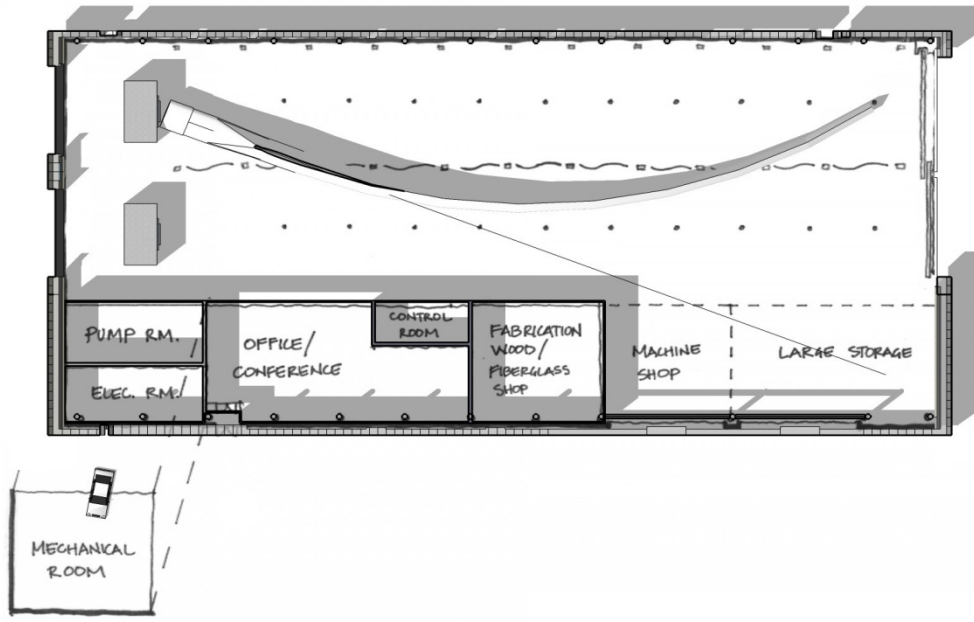 PUMP RM.
ELEC. RM.
OFFICE/
CONFERENCE
CONTROL
ROOM
FABRICATION
WOOD/
FIBERGLASS
SHOP
MACHINE
SHOP
LARGE STORAGE
MECHANICAL
ROOM